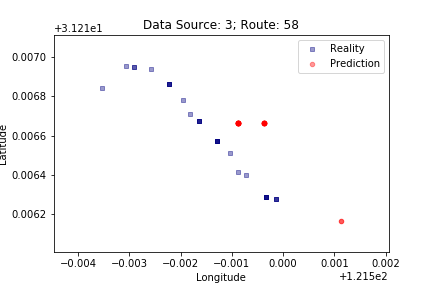 Data Source: 3; Route: 58
+3.121e1
Reality
Prediction
0.0070
0.0068
0.0066
0.0064
0.0062
Latitude
−0.004 −0.003 −0.002 −0.001 0.000 0.001 0.002
Longitude
+1.215e2